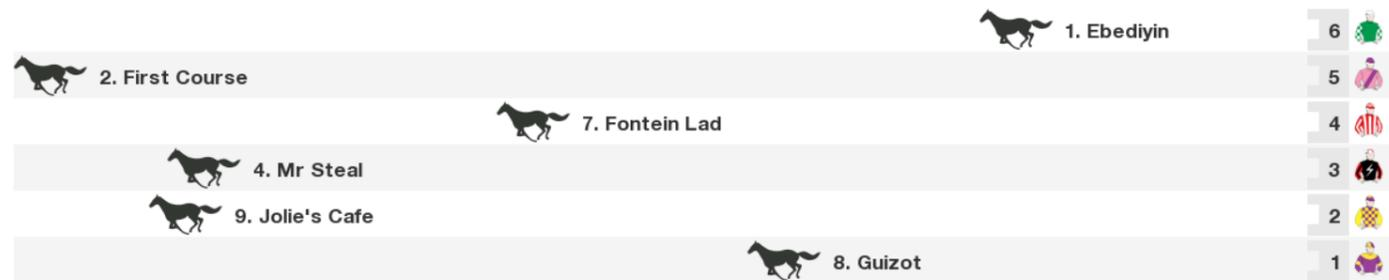 1. Ebediyin 6
2. First Course 5
7. Fontein Lad 4
4. Mr Steal 3
9. Jolie's Cafe 2
8. Guizot 1